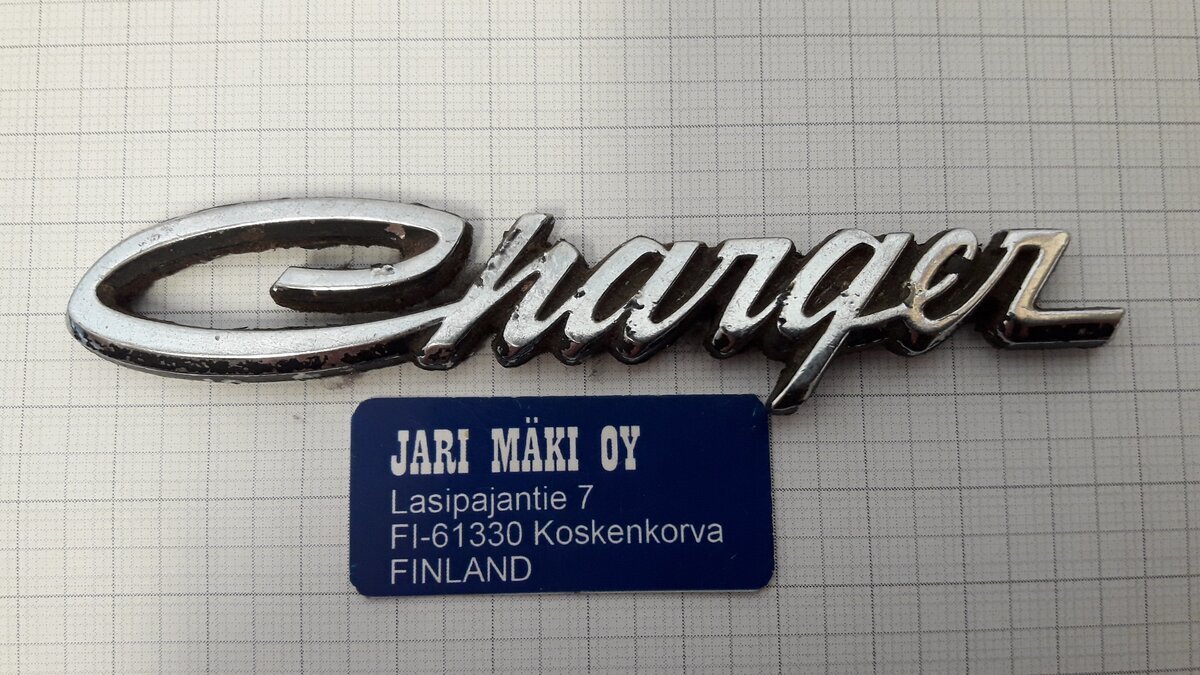 Charger
JARI MÄKI OY
Lasipajantie 7
FI-61330 Koskenkorva
FINLAND